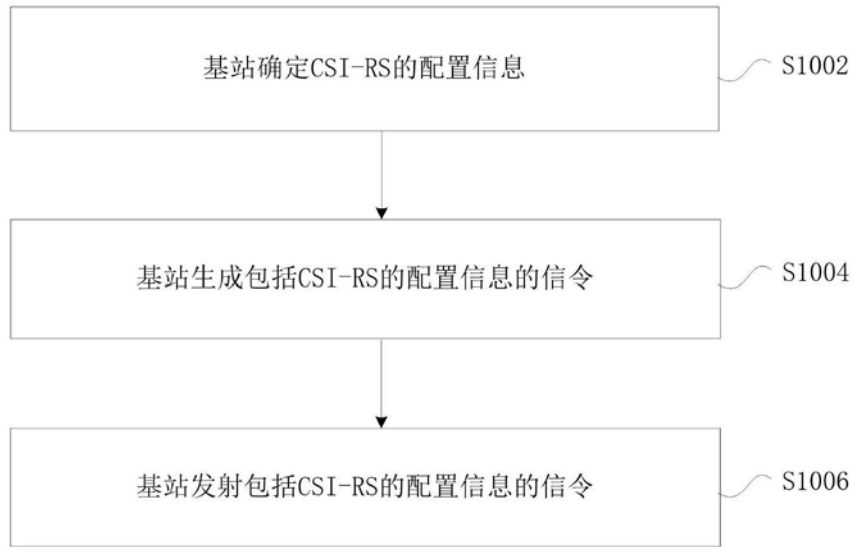 基站确定CSI-RS的配置信息
S1002
基站生成包括CSI-RS的配置信息的信令
S1004
基站发射包括CSI-RS的配置信息的信令
S1006